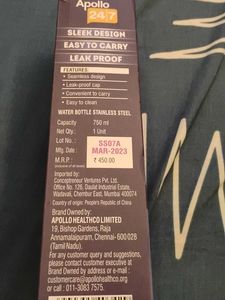 Apollo
24|7
SLEEK DESIGN
EASY TO CARRY
LEAK PROOF
FEATURES:
• Seamless design
• Leak-proof cap
• Convenient to carry
• Easy to clean
WATER BOTTLE STAINLESS STEEL
Capacity 750 ml
Net Qty.: 1 Unit
Lot No.: SS07A
Mfg. Date: MAR-2023
M.R.P.: ₹ 450.00
(Inclusive of all taxes)
Imported by:
Conceptreneur Ventures Pvt. Ltd.
Office No. 126, Daulat Industrial Estate,
Wadavali, Chembur East, Mumbai 400074
Country of origin: People's Republic of China
Brand Owned by:
APOLLO HEALTHCO LIMITED
19, Bishop Gardens, Raja
Annamalaipuram, Chennai- 600 028
(Tamil Nadu).
For any customer query and suggestions,
please contact customer executive at
Brand Owned by address or e-mail :
customercare@apollohealthco.org
or call : 011-3083 7575.